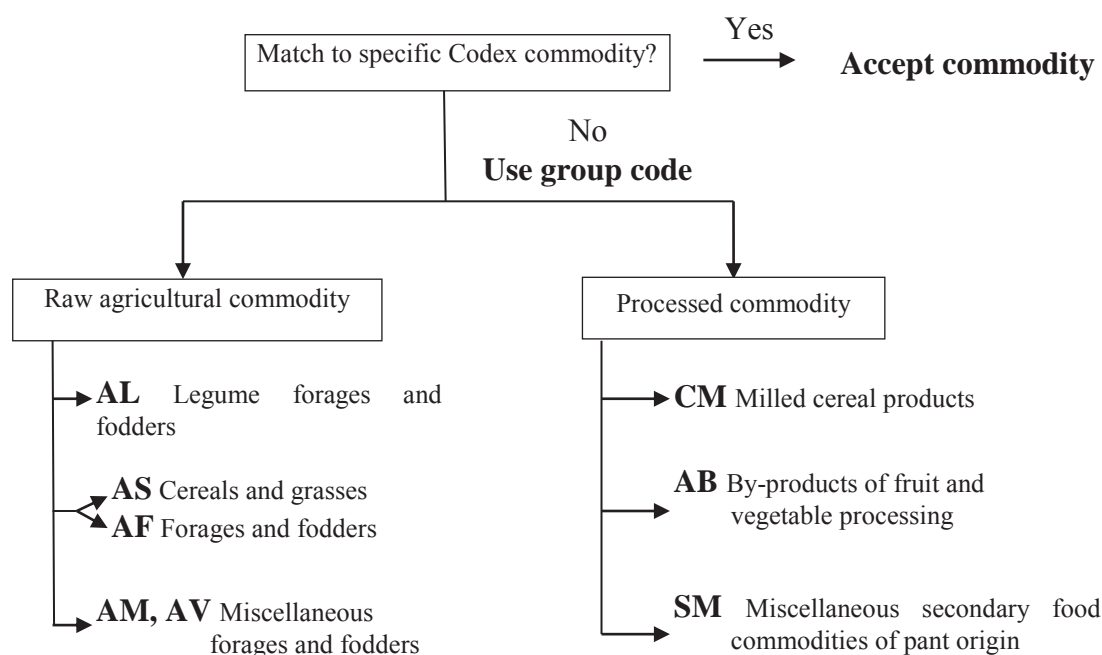 Yes
Match to specific Codex commodity?
Accept commodity
No
Use group code
Raw agricultural commodity
Processed commodity
AL Legume forages and
fodders
AS Cereals and grasses
AF Forages and fodders
AM, AV Miscellaneous
forages and fodders
CM Milled cereal products
AB By-products of fruit and
vegetable processing
SM Miscellaneous secondary food
commodities of pant origin